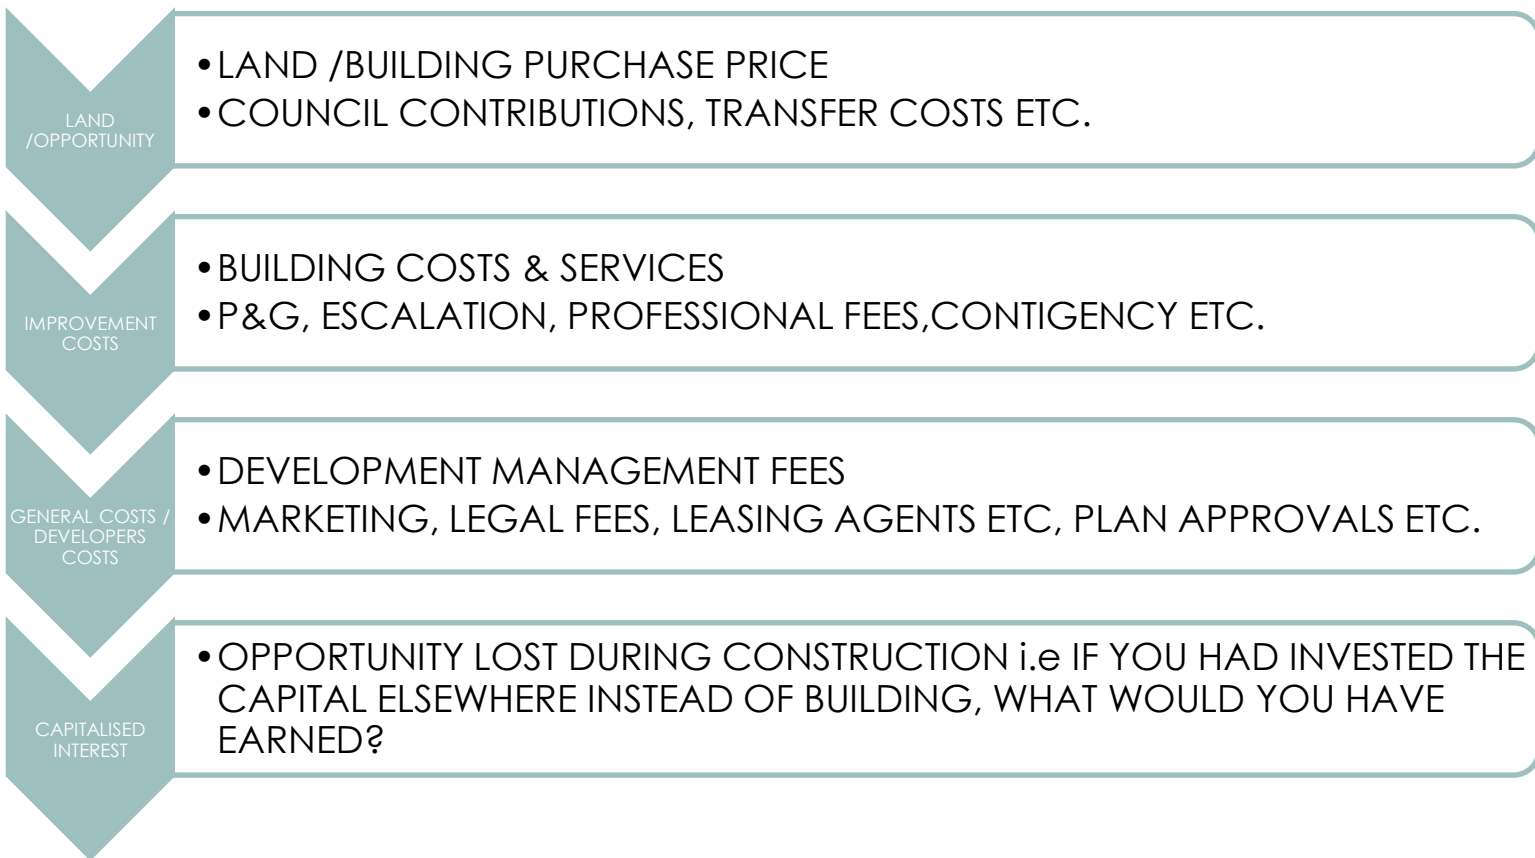 LAND
/OPPORTUNITY
•LAND /BUILDING PURCHASE PRICE
•COUNCIL CONTRIBUTIONS, TRANSFER COSTS ETC.
IMPROVEMENT
COSTS
•BUILDING COSTS & SERVICES
•P&G, ESCALATION, PROFESSIONAL FEES,CONTIGENCY ETC.
GENERAL COSTS /
DEVELOPERS
COSTS
•DEVELOPMENT MANAGEMENT FEES
•MARKETING, LEGAL FEES, LEASING AGENTS ETC, PLAN APPROVALS ETC.
CAPITALISED
INTEREST
•OPPORTUNITY LOST DURING CONSTRUCTION i.e IF YOU HAD INVESTED THE
CAPITAL ELSEWHERE INSTEAD OF BUILDING, WHAT WOULD YOU HAVE
EARNED?